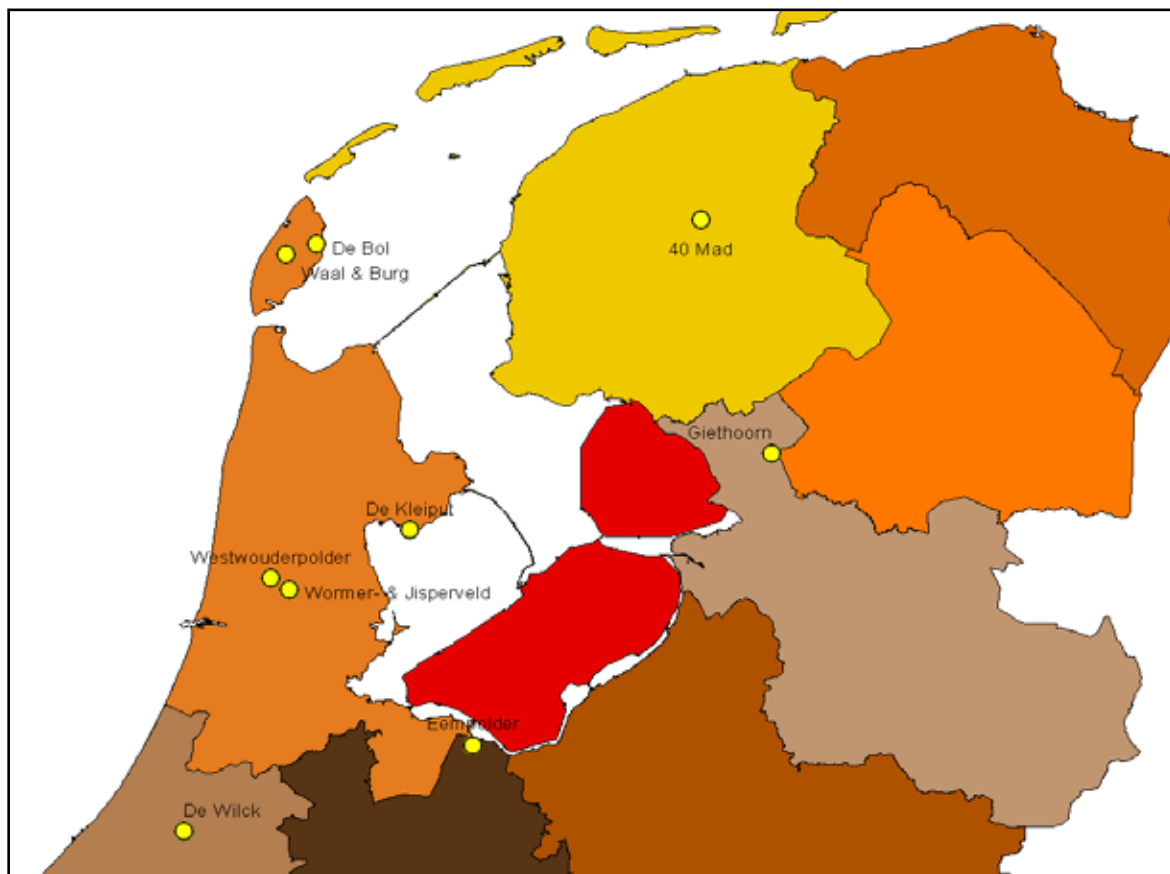 De Bol
Waal & Burg
40 Mad
Giethoorn
De Kleiput
Westwouderpolder
Wormer- & Jisperveld
Eempolder
De Wilck